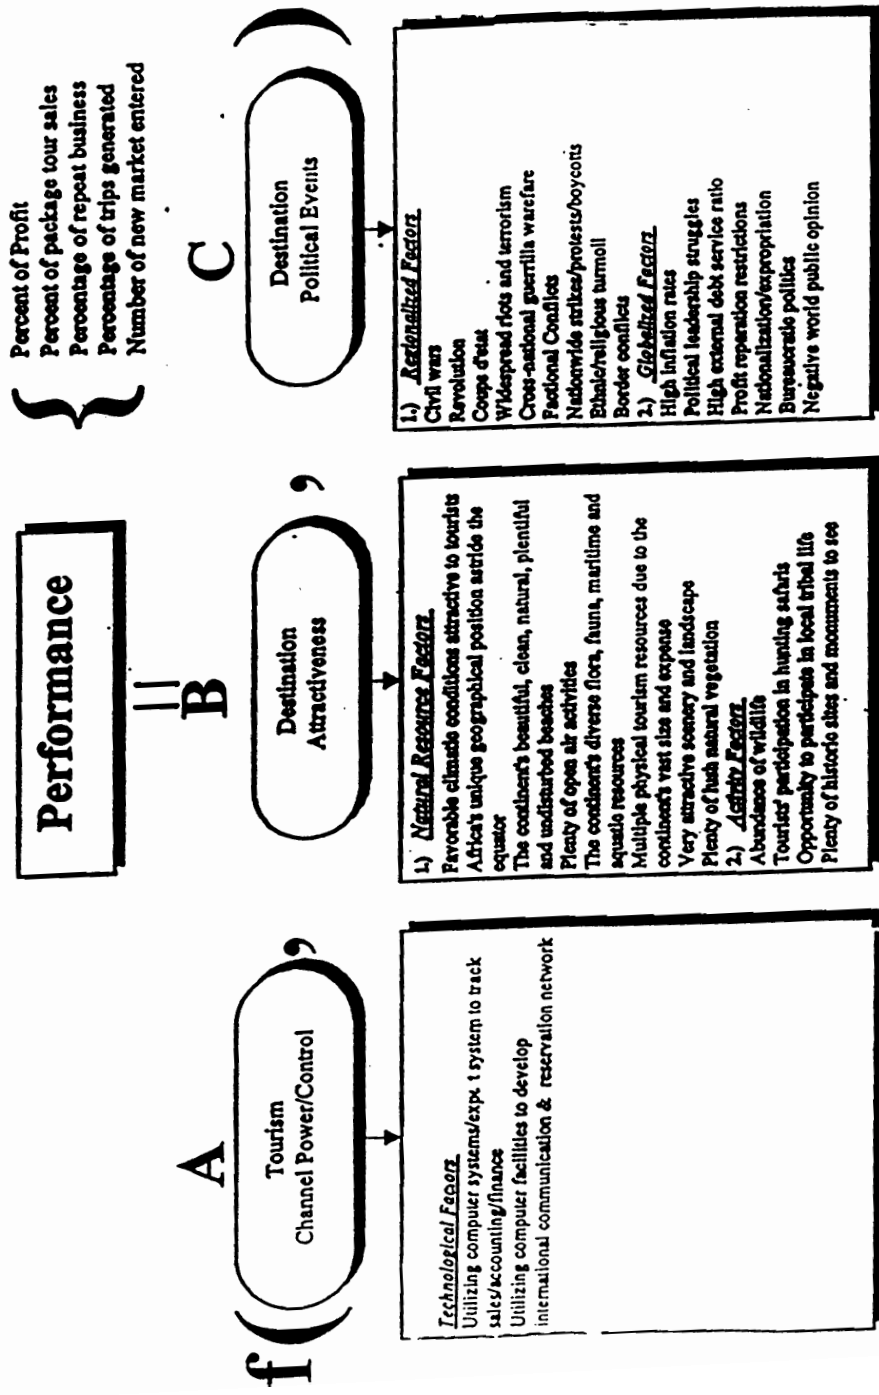 Performance
{
Percent of Profit
Percent of package tour sales
Percentage of repeat business
Percentage of trips generated
Number of new market entered
=
f
(
A
Tourism
Channel Power/Control
,
B
Destination
Attractiveness
,
C
Destination
Political Events
)
Technological Factors
Utilizing computer systems/expe t system to track
sales/accounting/finance
Utilizing computer facilities to develop
international communication & reservation network
1.) Natural Resource Factors
Favorable climatic conditions attractive to tourists
Africa's unique geographical position astride the
equator
The continent's beautiful, clean, natural, plentiful
and undisturbed beaches
Plenty of open air activities
The continent's diverse flora, fauna, maritime and
aquatic resources
Multiple physical tourism resources due to the
continent's vast size and expense
Very attractive scenery and landscape
Plenty of lush natural vegetation
2.) Activity Factors
Abundance of wildlife
Tourists' participation in hunting safaris
Opportunity to participate in local tribal life
Plenty of historic sites and monuments to see
1.) Regionalized Factors
Civil wars
Revolution
Coups d'etat
Widespread riots and terrorism
Cross-national guerrilla warefare
Factional Conflicts
Nationwide strikes/protests/boycotts
Ethnic/religious turmoil
Border conflicts
2.) Globalized Factors
High inflation rates
Political leadership struggles
High external debt service ratio
Profit reparation restrictions
Nationalization/expropriation
Bureaucratic politics
Negative world public opinion